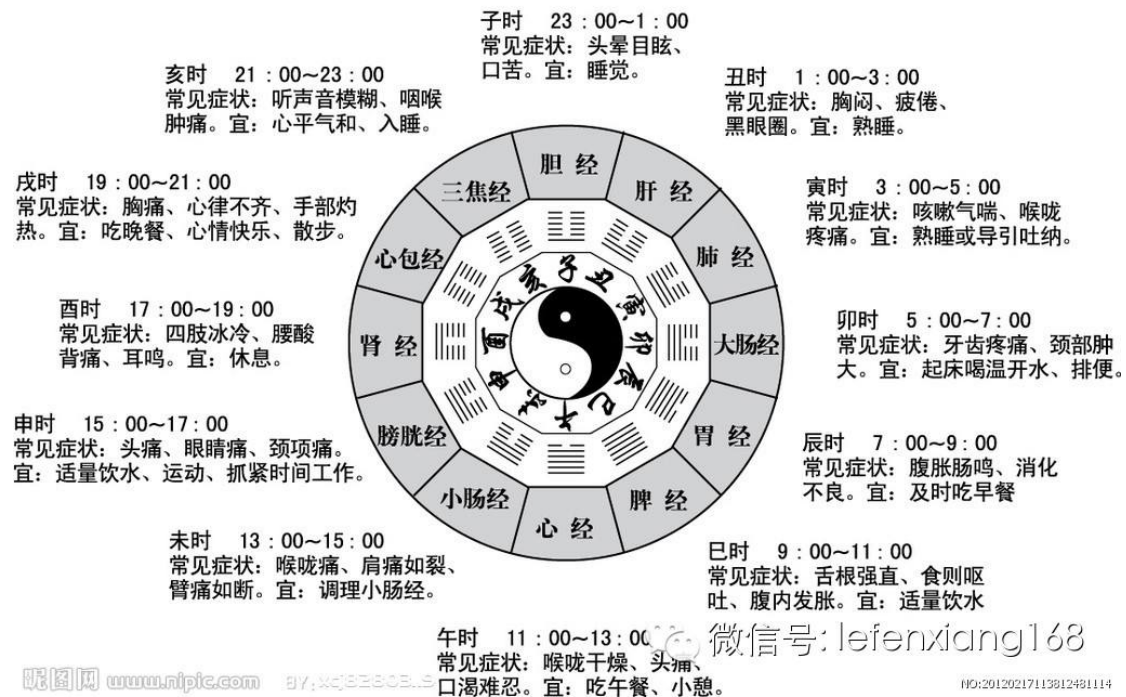 子时 23:00~1:00
常见症状:头晕目眩、
口苦。宜:睡觉。
丑时 1:00~3:00
常见症状:胸闷、疲倦、
黑眼圈。宜:熟睡。
寅时 3:00~5:00
常见症状:咳嗽气喘、喉咙
疼痛。宜:熟睡或导引吐纳。
卯时 5:00~7:00
常见症状:牙齿疼痛、颈部肿
大。宜:起床喝温开水、排便。
辰时 7:00~9:00
常见症状:腹胀肠鸣、消化
不良。宜:及时吃早餐
巳时 9:00~11:00
常见症状:舌根强直、食则呕
吐、腹内发胀。宜:适量饮水
午时 11:00~13:00
常见症状:喉咙干燥、头痛、
口渴难忍。宜:吃午餐、小憩。
未时 13:00~15:00
常见症状:喉咙痛、肩痛如裂、
臂痛如断。宜:调理小肠经。
申时 15:00~17:00
常见症状:头痛、眼睛痛、颈项痛。
宜:适量饮水、运动、抓紧时间工作。
酉时 17:00~19:00
常见症状:四肢冰冷、腰酸
背痛、耳鸣。宜:休息。
戌时 19:00~21:00
常见症状:胸痛、心律不齐、手部灼
热。宜:吃晚餐、心情快乐、散步。
亥时 21:00~23:00
常见症状:听声音模糊、咽喉
肿痛。宜:心平气和、入睡。
胆经
肝经
肺经
大肠经
胃经
脾经
心经
小肠经
膀胱经
肾经
心包经
三焦经
子
丑
寅
卯
辰
巳
午
未
申
酉
戌
亥
微信号: lefenxiang168
昵图网 www.nipic.com
NO:20120217113812481114